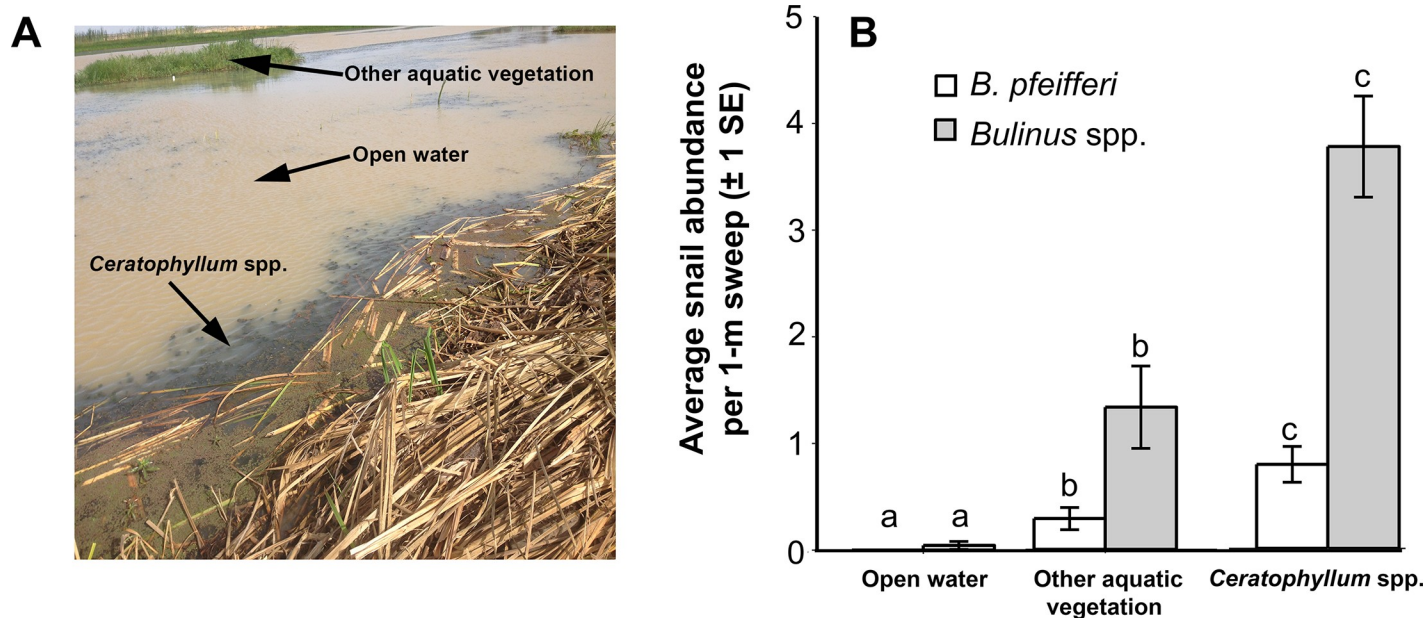 A
Other aquatic vegetation
Open water
Ceratophyllum spp.
B
Average snail abundance
per 1-m sweep (± 1 SE)
5
4
3
2
1
0
B. pfeifferi
Bulinus spp.
a
a
b
b
c
c
Open water
Other aquatic
vegetation
Ceratophyllum spp.